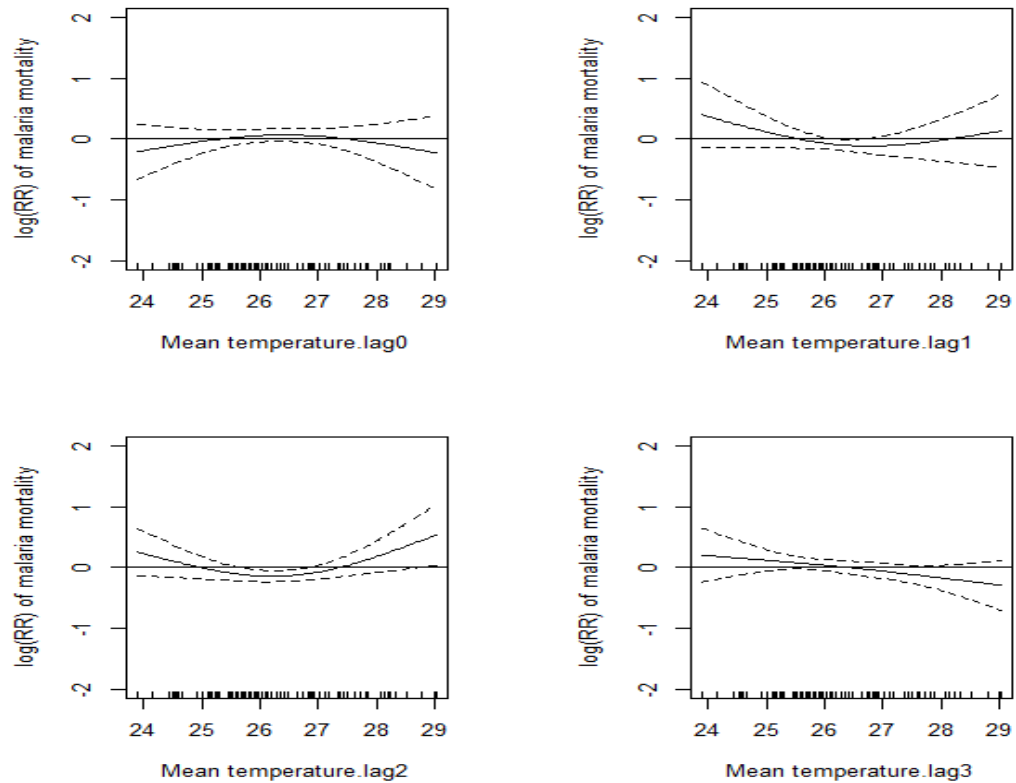 log(RR) of malaria mortality
2
1
0
-1
-2
24 25 26 27 28 29
Mean temperature.lag0
log(RR) of malaria mortality
2
1
0
-1
-2
24 25 26 27 28 29
Mean temperature.lag1
log(RR) of malaria mortality
2
1
0
-1
-2
24 25 26 27 28 29
Mean temperature.lag2
log(RR) of malaria mortality
2
1
0
-1
-2
24 25 26 27 28 29
Mean temperature.lag3